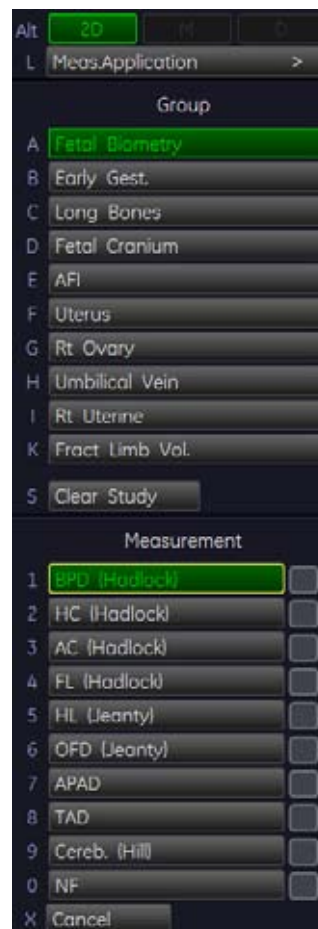 Alt 2D M D
L Meas.Application >
Group
A Fetal Biometry
B Early Gest.
C Long Bones
D Fetal Cranium
E AFI
F Uterus
G Rt Ovary
H Umbilical Vein
I Rt Uterine
K Fract Limb Vol.
S Clear Study
Measurement
1 BPD (Hadlock)
2 HC (Hadlock)
3 AC (Hadlock)
4 FL (Hadlock)
5 HL (Jeanty)
6 OFD (Jeanty)
7 APAD
8 TAD
9 Cereb. (Hill)
0 NF
X Cancel